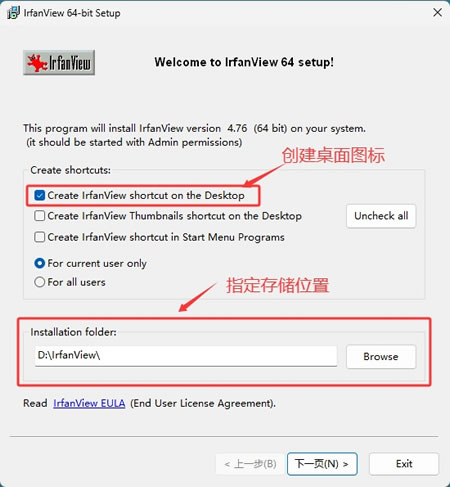 IrfanView 64-bit Setup
IrfanView
Welcome to IrfanView 64 setup!
This program will install IrfanView version 4.76 (64 bit) on your system.
(it should be started with Admin permissions)
创建桌面图标
Create shortcuts:
Create IrfanView shortcut on the Desktop
Create IrfanView Thumbnails shortcut on the Desktop
Uncheck all
Create IrfanView shortcut in Start Menu Programs
For current user only
For all users
指定存储位置
Installation folder:
D:\IrfanView\
Browse
Read IrfanView EULA (End User License Agreement).
< 上一步(B)
下一页(N) >
Exit